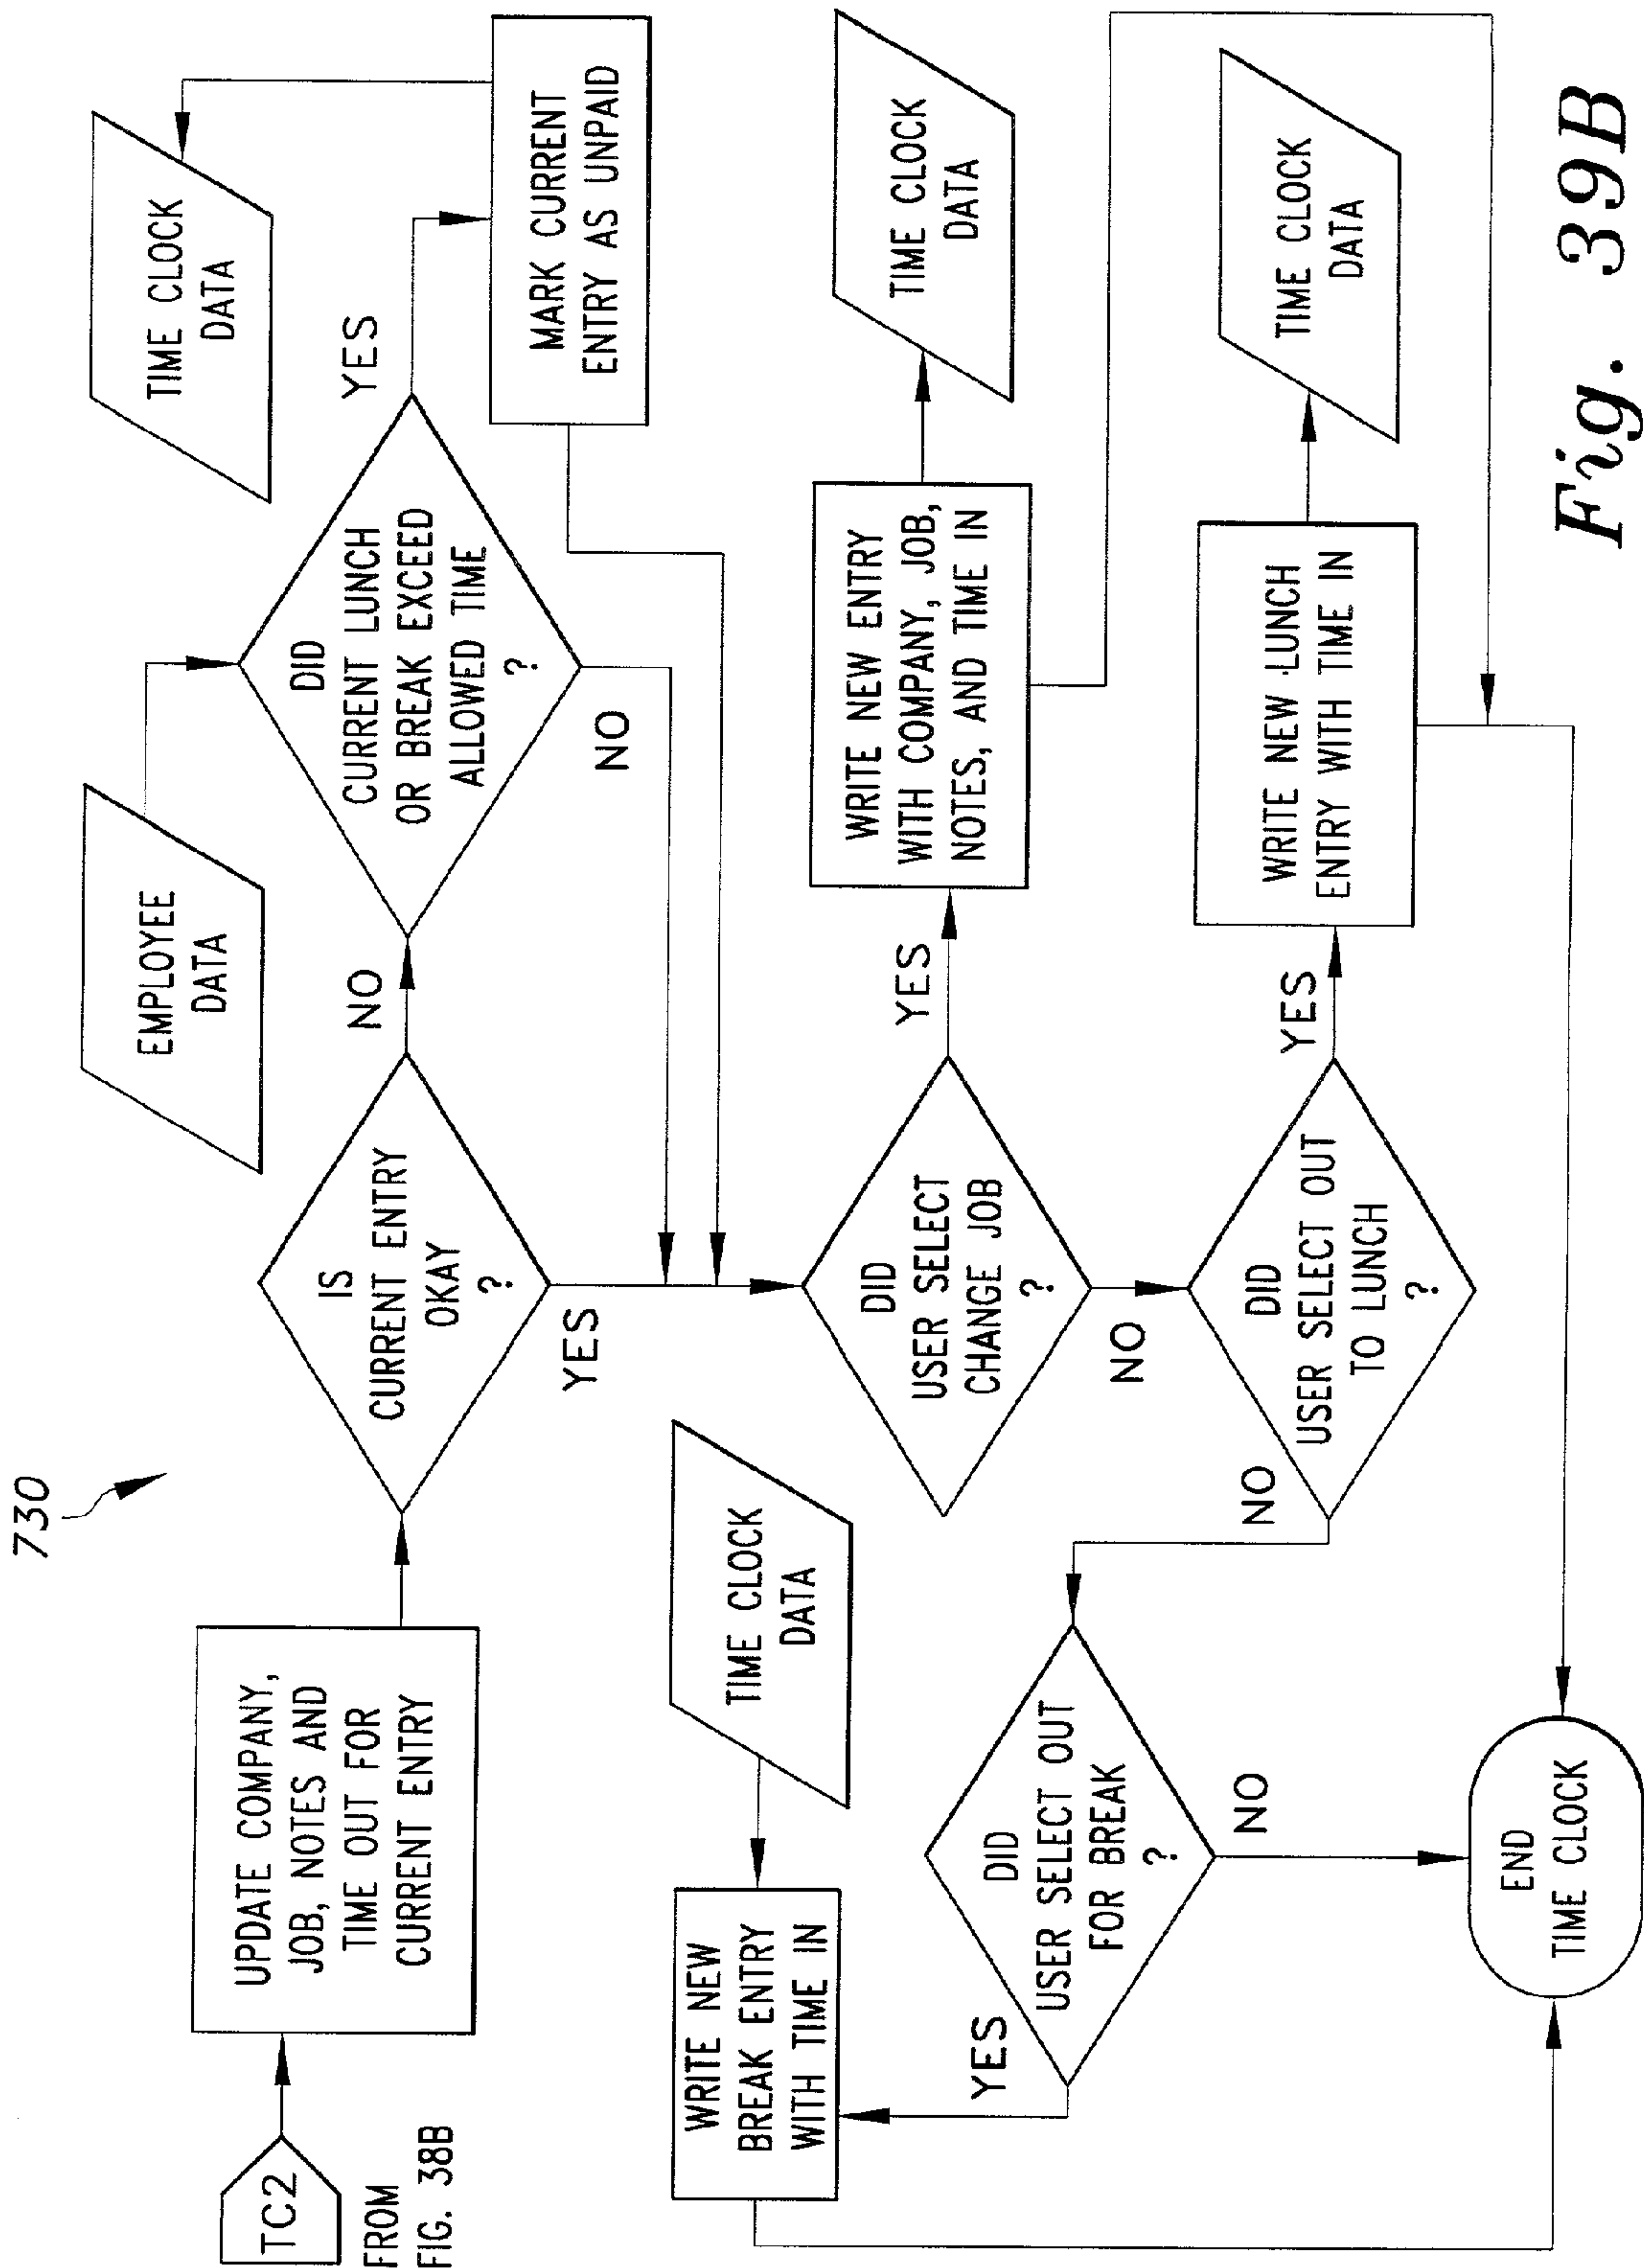 730
TC2
FROM
FIG. 38B
UPDATE COMPANY,
JOB, NOTES AND
TIME OUT FOR
CURRENT ENTRY
IS
CURRENT ENTRY
OKAY
?
YES
NO
EMPLOYEE
DATA
DID
CURRENT LUNCH
OR BREAK EXCEED
ALLOWED TIME
?
NO
YES
TIME CLOCK
DATA
MARK CURRENT
ENTRY AS UNPAID
DID
USER SELECT
CHANGE JOB
?
NO
YES
WRITE NEW ENTRY
WITH COMPANY, JOB,
NOTES, AND TIME IN
TIME CLOCK
DATA
DID
USER SELECT OUT
TO LUNCH
?
NO
YES
WRITE NEW LUNCH
ENTRY WITH TIME IN
TIME CLOCK
DATA
TIME CLOCK
DATA
WRITE NEW
BREAK ENTRY
WITH TIME IN
DID
USER SELECT OUT
FOR BREAK
?
YES
NO
END
TIME CLOCK
Fig. 39B